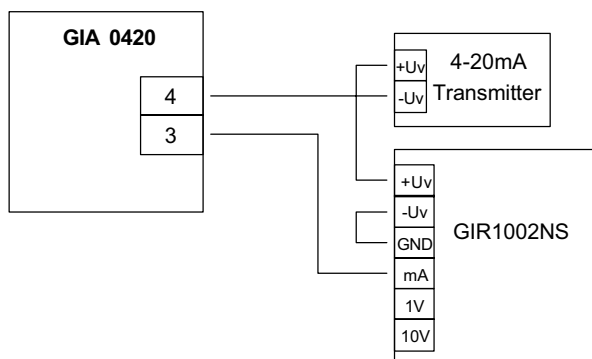 GIA 0420
4
3
+Uv
-Uv
4-20mA
Transmitter
+Uv
-Uv
GND
mA
1V
10V
GIR1002NS